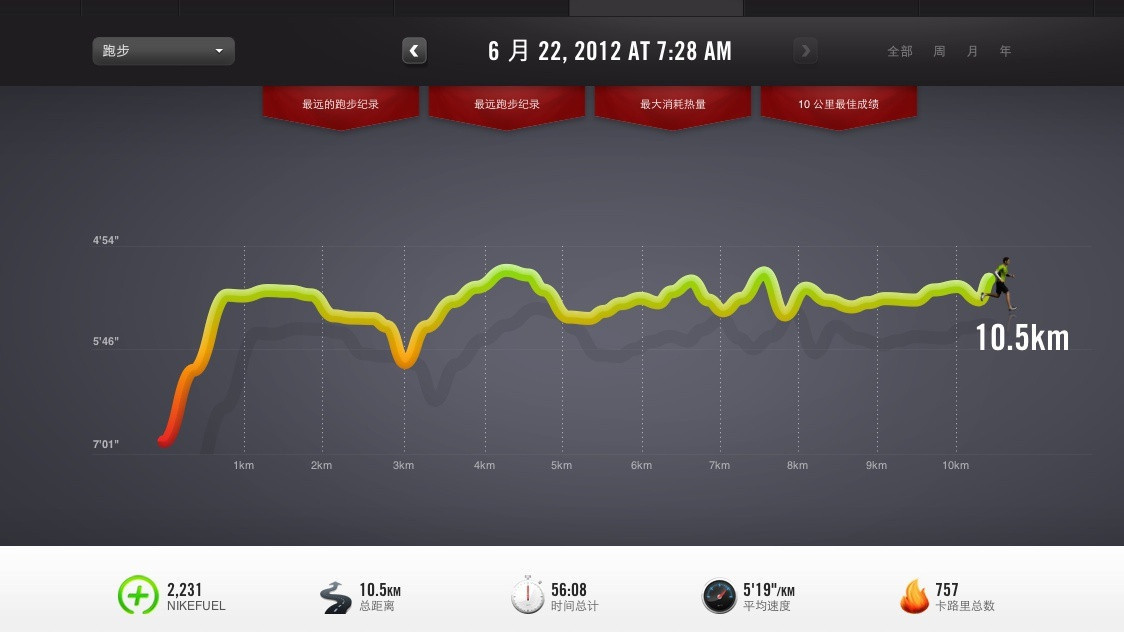 跑步
6 月 22, 2012 AT 7:28 AM
全部 周 月 年
最远的跑步纪录
最远跑步纪录
最大消耗热量
10 公里最佳成绩
4'54"
5'46"
7'01"
10.5km
1km 2km 3km 4km 5km 6km 7km 8km 9km 10km
2,231
NIKEFUEL
10.5KM
总距离
56:08
时间总计
5'19"/KM
平均速度
757
卡路里总数